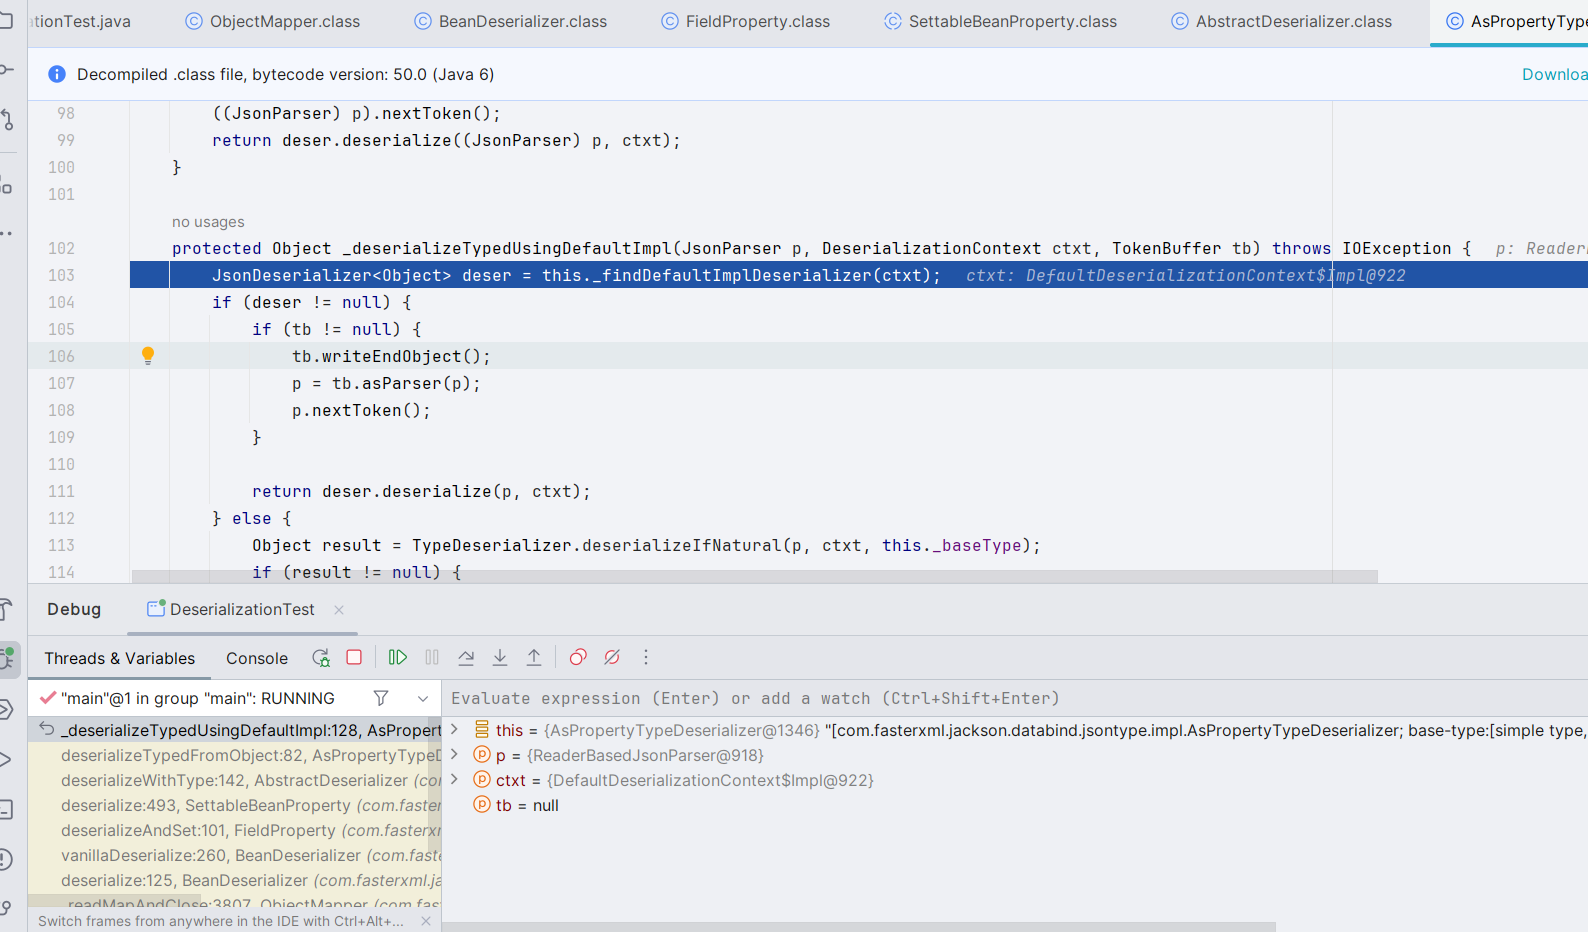 ationTest.java ObjectMapper.class BeanDeserializer.class FieldProperty.class SettableBeanProperty.class AbstractDeserializer.class AsPropertyType
Decompiled .class file, bytecode version: 50.0 (Java 6) Downloa
98 ((JsonParser) p).nextToken();
99 return deser.deserialize((JsonParser) p, ctxt);
100 }
101
no usages
102 protected Object _deserializeTypedUsingDefaultImpl(JsonParser p, DeserializationContext ctxt, TokenBuffer tb) throws IOException { p: Reader
103 JsonDeserializer<Object> deser = this._findDefaultImplDeserializer(ctxt); ctxt: DefaultDeserializationContext$Impl@922
104 if (deser != null) {
105 if (tb != null) {
106 tb.writeEndObject();
107 p = tb.asParser(p);
108 p.nextToken();
109 }
110
111 return deser.deserialize(p, ctxt);
112 } else {
113 Object result = TypeDeserializer.deserializeIfNatural(p, ctxt, this._baseType);
114 if (result != null) {
Debug DeserializationTest
Threads & Variables Console
"main"@1 in group "main": RUNNING
Evaluate expression (Enter) or add a watch (Ctrl+Shift+Enter)
_deserializeTypedUsingDefaultImpl:128, AsPropert
deserializeTypedFromObject:82, AsPropertyTypeD
deserializeWithType:142, AbstractDeserializer (co
deserialize:493, SettableBeanProperty (com.faster
deserializeAndSet:101, FieldProperty (com.fasterx
vanillaDeserialize:260, BeanDeserializer (com.faste
deserialize:125, BeanDeserializer (com.fasterxml.ja
_readMapAndClose:3807, ObjectMapper (com.fas
Switch frames from anywhere in the IDE with Ctrl+Alt+...
this = {AsPropertyTypeDeserializer@1346} "[com.fasterxml.jackson.databind.jsontype.impl.AsPropertyTypeDeserializer; base-type:[simple type,
p = {ReaderBasedJsonParser@918}
ctxt = {DefaultDeserializationContext$Impl@922}
tb = null